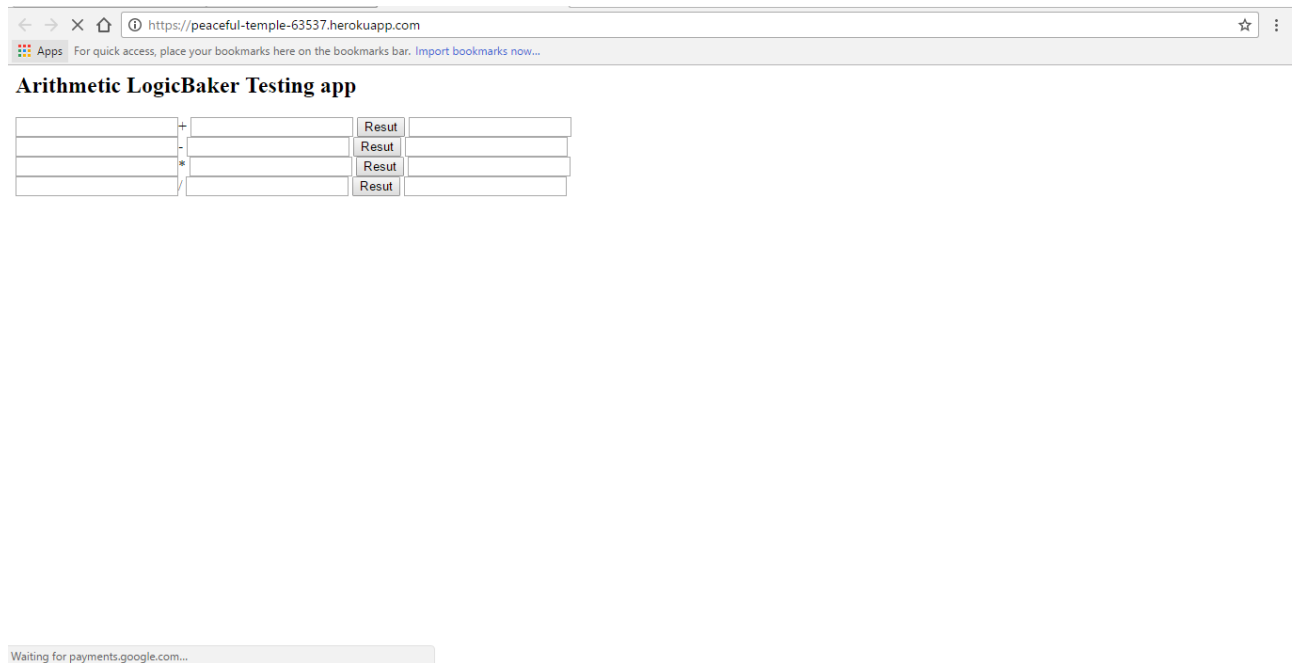 https://peaceful-temple-63537.herokuapp.com
Apps For quick access, place your bookmarks here on the bookmarks bar. Import bookmarks now...
Arithmetic LogicBaker Testing app
+ Resut
- Resut
* Resut
/ Resut
Waiting for payments.google.com...